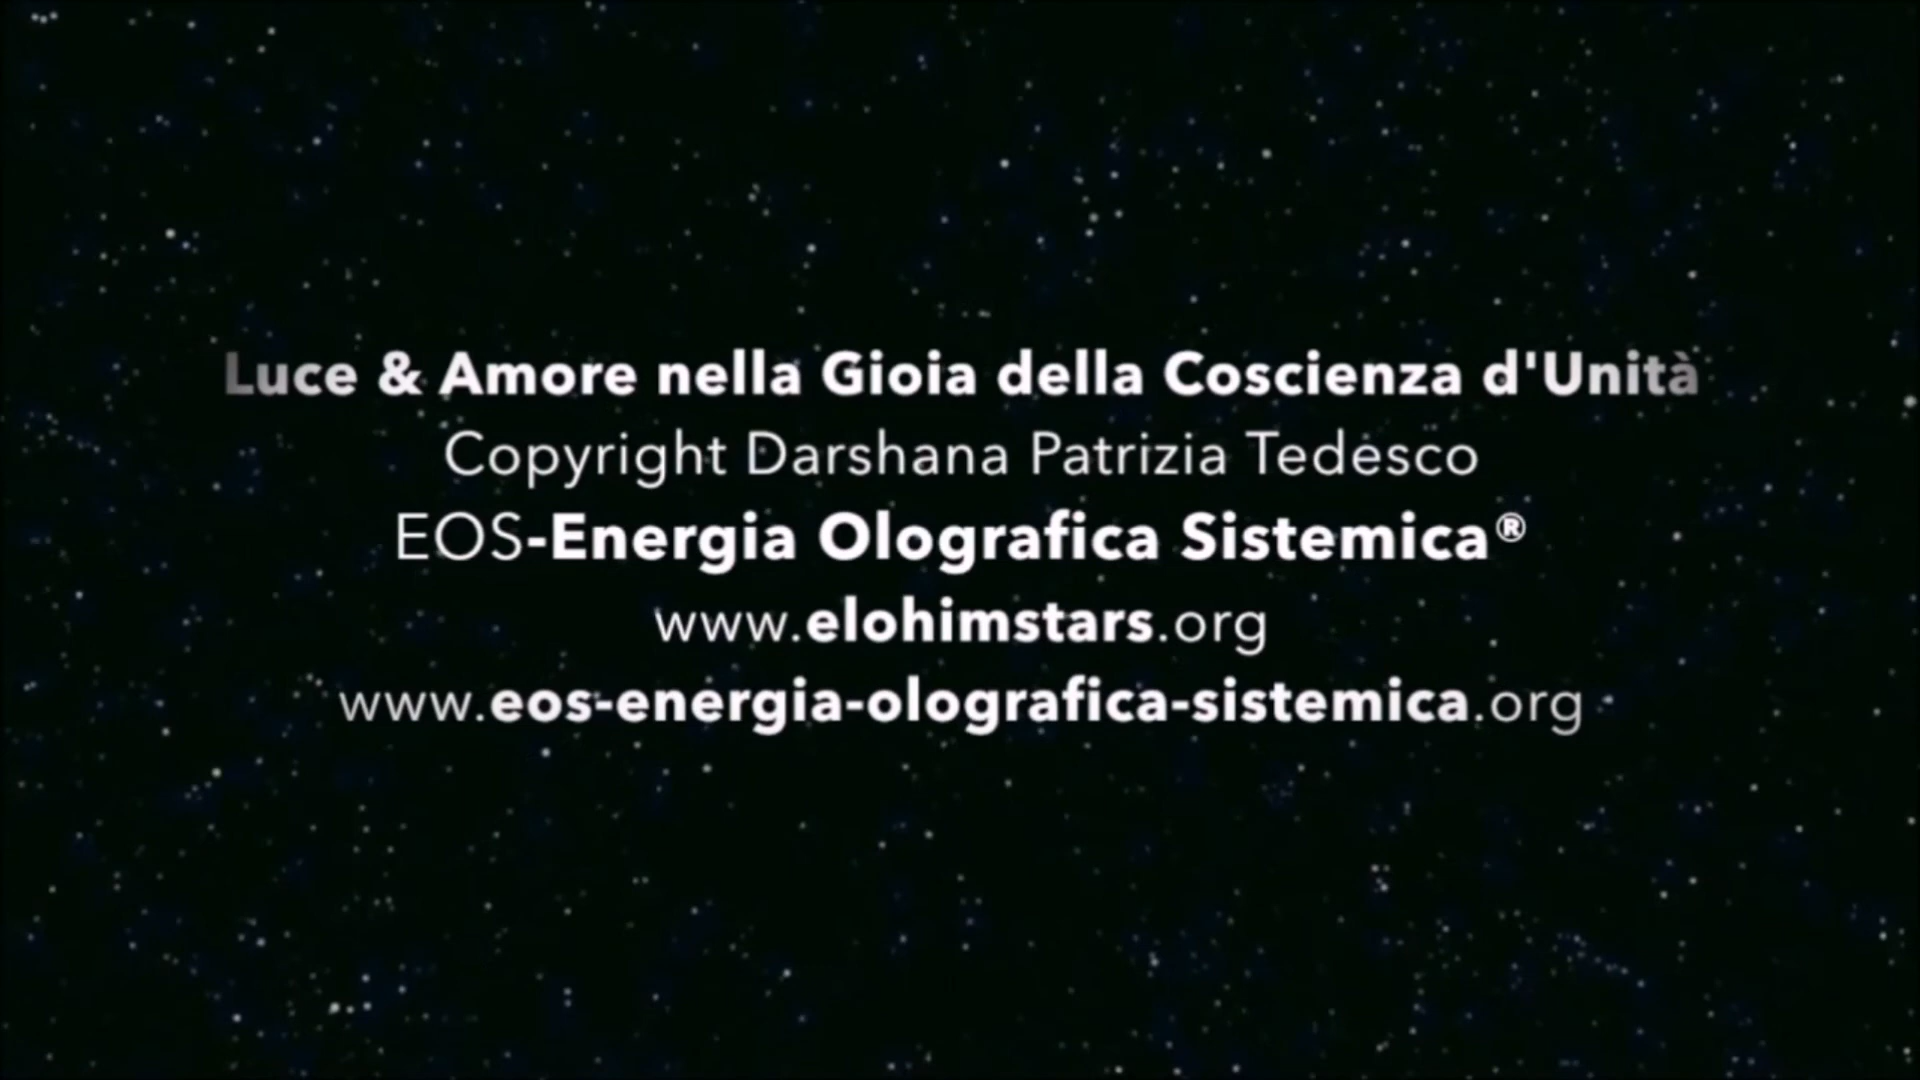 Luce & Amore nella Gioia della Coscienza d'Unità
Copyright Darshana Patrizia Tedesco
EOS-Energia Olografica Sistemica®
www.elohimstars.org
www.eos-energia-olografica-sistemica.org